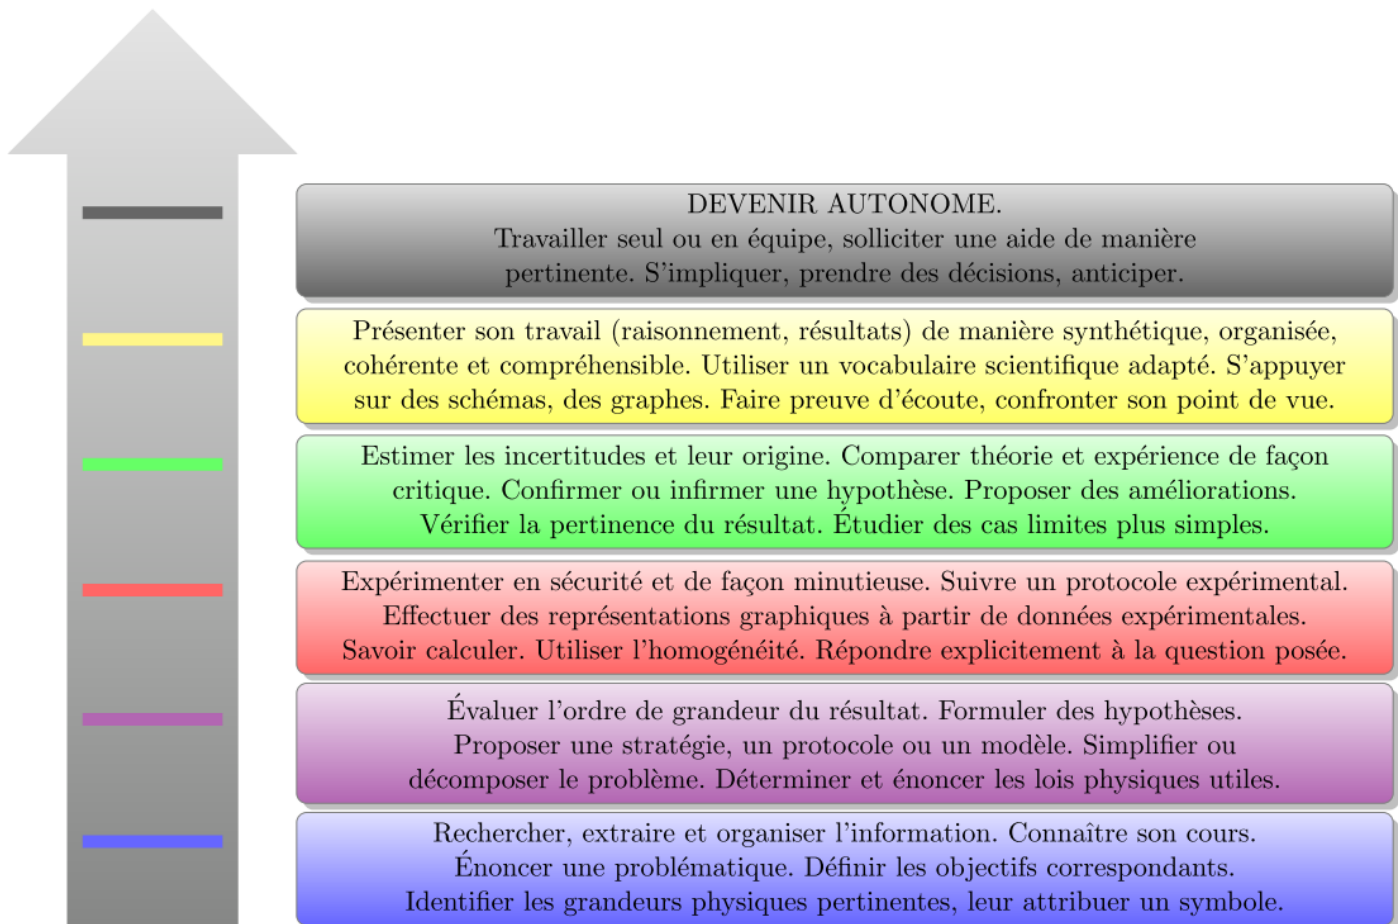 DEVENIR AUTONOME.
Travailler seul ou en équipe, solliciter une aide de manière
pertinente. S'impliquer, prendre des décisions, anticiper.
Présenter son travail (raisonnement, résultats) de manière synthétique, organisée,
cohérente et compréhensible. Utiliser un vocabulaire scientifique adapté. S'appuyer
sur des schémas, des graphes. Faire preuve d'écoute, confronter son point de vue.
Estimer les incertitudes et leur origine. Comparer théorie et expérience de façon
critique. Confirmer ou infirmer une hypothèse. Proposer des améliorations.
Vérifier la pertinence du résultat. Étudier des cas limites plus simples.
Expérimenter en sécurité et de façon minutieuse. Suivre un protocole expérimental.
Effectuer des représentations graphiques à partir de données expérimentales.
Savoir calculer. Utiliser l'homogénéité. Répondre explicitement à la question posée.
Évaluer l'ordre de grandeur du résultat. Formuler des hypothèses.
Proposer une stratégie, un protocole ou un modèle. Simplifier ou
décomposer le problème. Déterminer et énoncer les lois physiques utiles.
Rechercher, extraire et organiser l'information. Connaître son cours.
Énoncer une problématique. Définir les objectifs correspondants.
Identifier les grandeurs physiques pertinentes, leur attribuer un symbole.